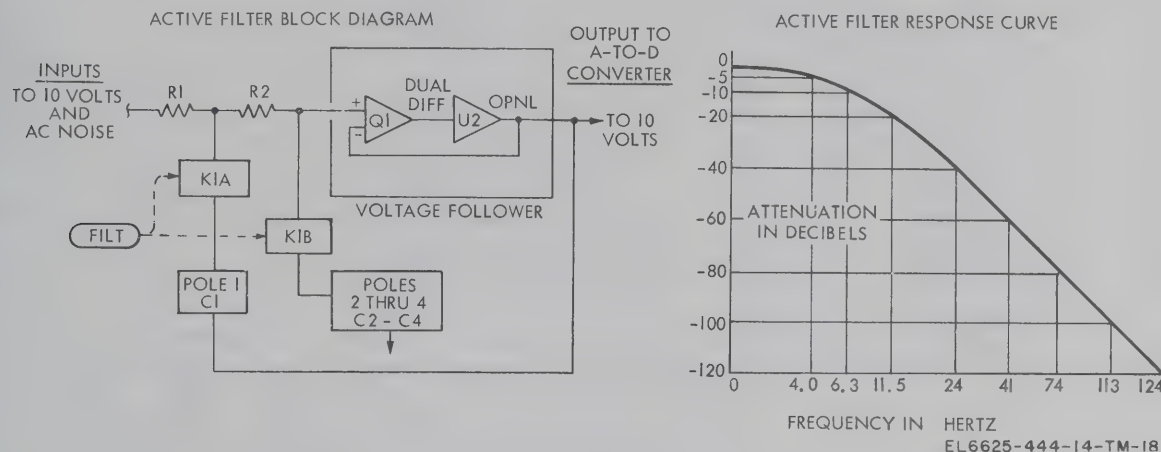 ACTIVE FILTER BLOCK DIAGRAM
INPUTS
TO 10 VOLTS
AND
AC NOISE
R1
R2
+
-
Q1
DUAL
DIFF
U2
OPNL
OUTPUT TO
A-TO-D
CONVERTER
TO 10
VOLTS
K1A
VOLTAGE FOLLOWER
FILT
K1B
POLE 1
C1
POLES
2 THRU 4
C2 - C4
ACTIVE FILTER RESPONSE CURVE
0
-5
-10
-20
-40
-60
-80
-100
-120
ATTENUATION
IN DECIBELS
0 4.0 6.3 11.5 24 41 74 113 124
FREQUENCY IN HERTZ
EL6625-444-14-TM-18